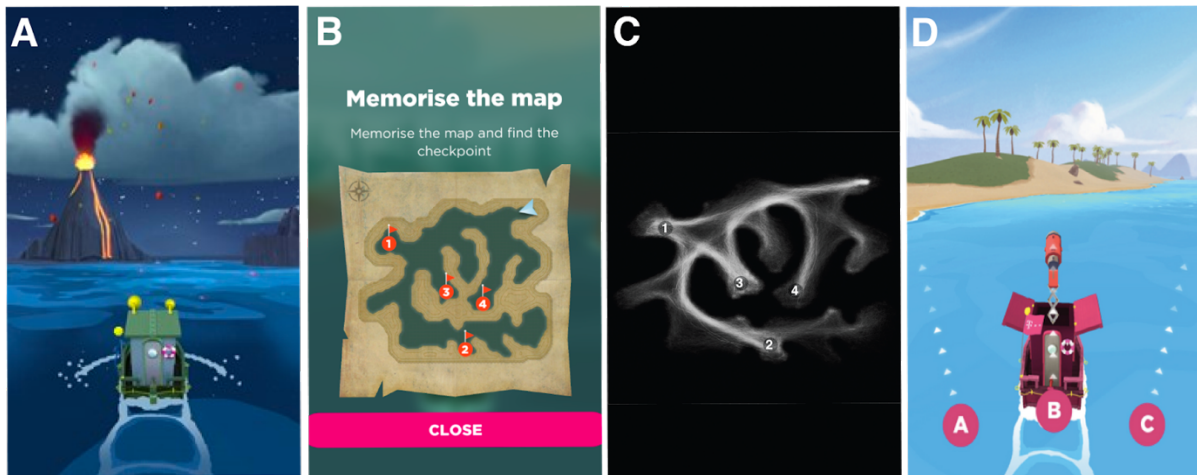 A
B
Memorise the map
Memorise the map and find the
checkpoint
1
3
4
2
CLOSE
C
1
3
4
2
D
A
B
C